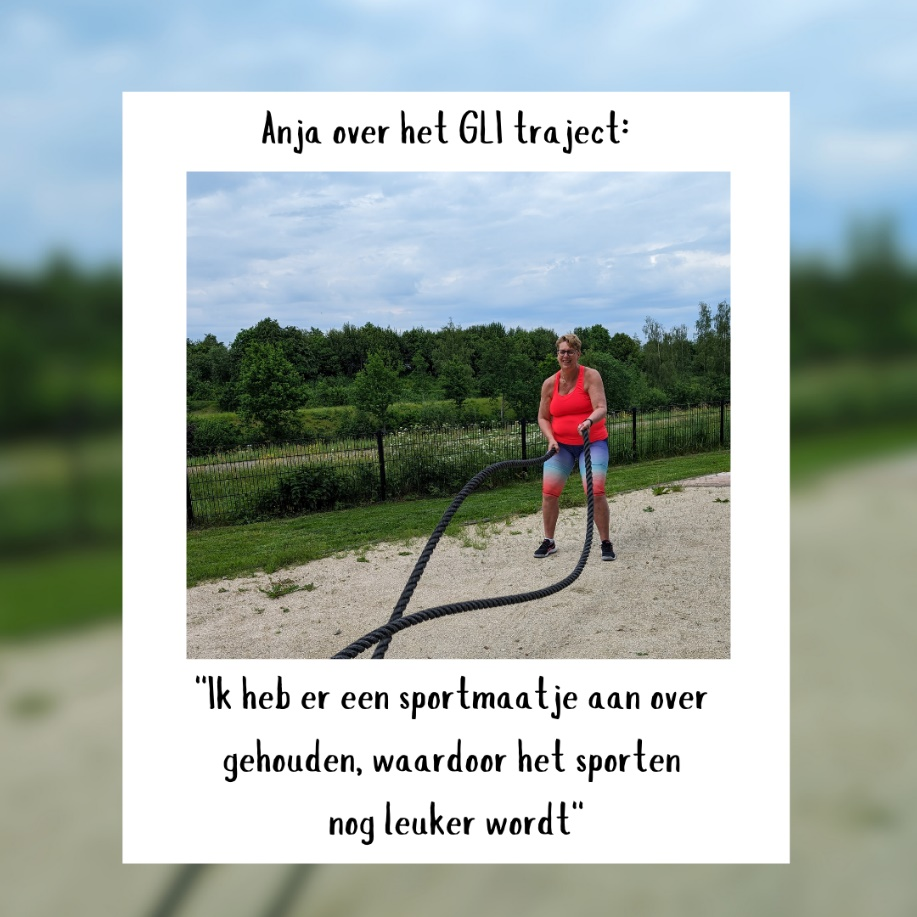 Anja over het GLI traject:
"Ik heb er een sportmaatje aan over
gehouden, waardoor het sporten
nog leuker wordt"